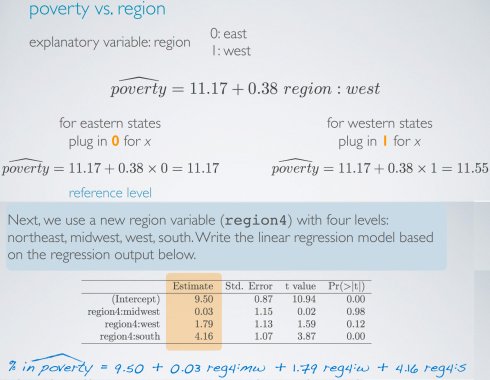 poverty vs. region
explanatory variable: region
0: east
1: west
poverty = 11.17 + 0.38 region : west
for eastern states
plug in 0 for x
poverty = 11.17 + 0.38 × 0 = 11.17
reference level
for western states
plug in 1 for x
poverty = 11.17 + 0.38 × 1 = 11.55
Next, we use a new region variable (region4) with four levels:
northeast, midwest, west, south. Write the linear regression model based
on the regression output below.
Estimate Std. Error t value Pr(>|t|)
(Intercept) 9.50 0.87 10.94 0.00
region4:midwest 0.03 1.15 0.02 0.98
region4:west 1.79 1.13 1.59 0.12
region4:south 4.16 1.07 3.87 0.00
% in poverty = 9.50 + 0.03 reg4:mw + 1.79 reg4:w + 4.16 reg4:s